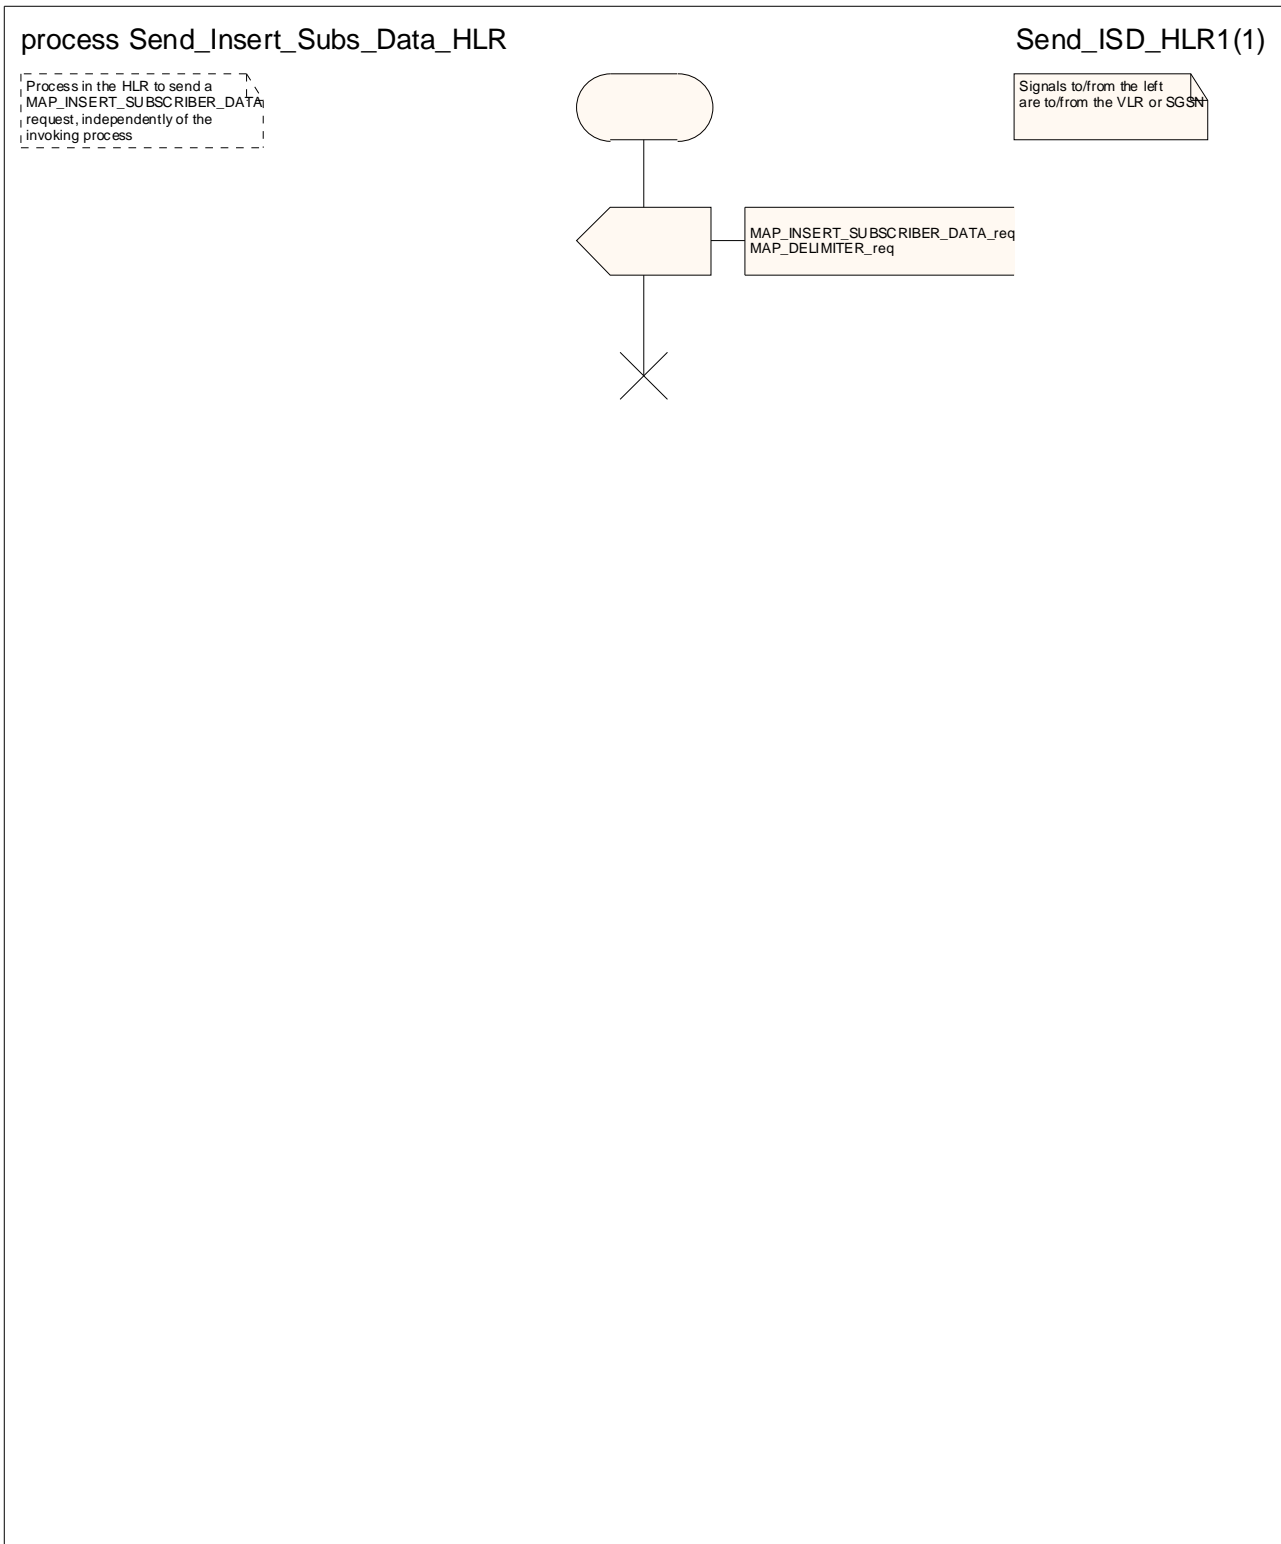 process Send_Insert_Subs_Data_HLR
Send_ISD_HLR1(1)
Process in the HLR to send a
MAP_INSERT_SUBSCRIBER_DATA
request, independently of the
invoking process
Signals to/from the left
are to/from the VLR or SGSN
MAP_INSERT_SUBSCRIBER_DATA_req
MAP_DELIMITER_req